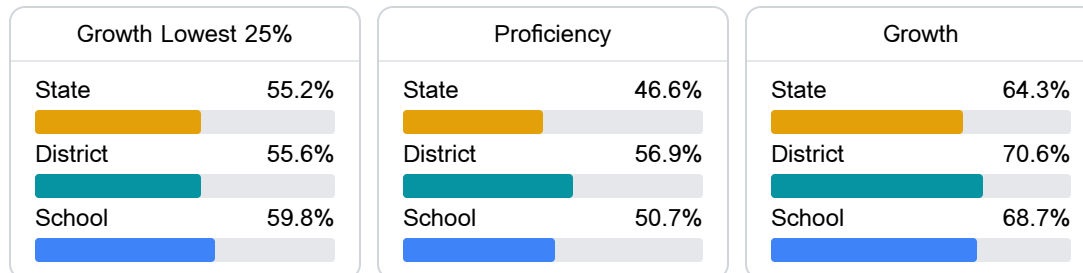 Growth Lowest 25%
State 55.2%
District 55.6%
School 59.8%
Proficiency
State 46.6%
District 56.9%
School 50.7%
Growth
State 64.3%
District 70.6%
School 68.7%